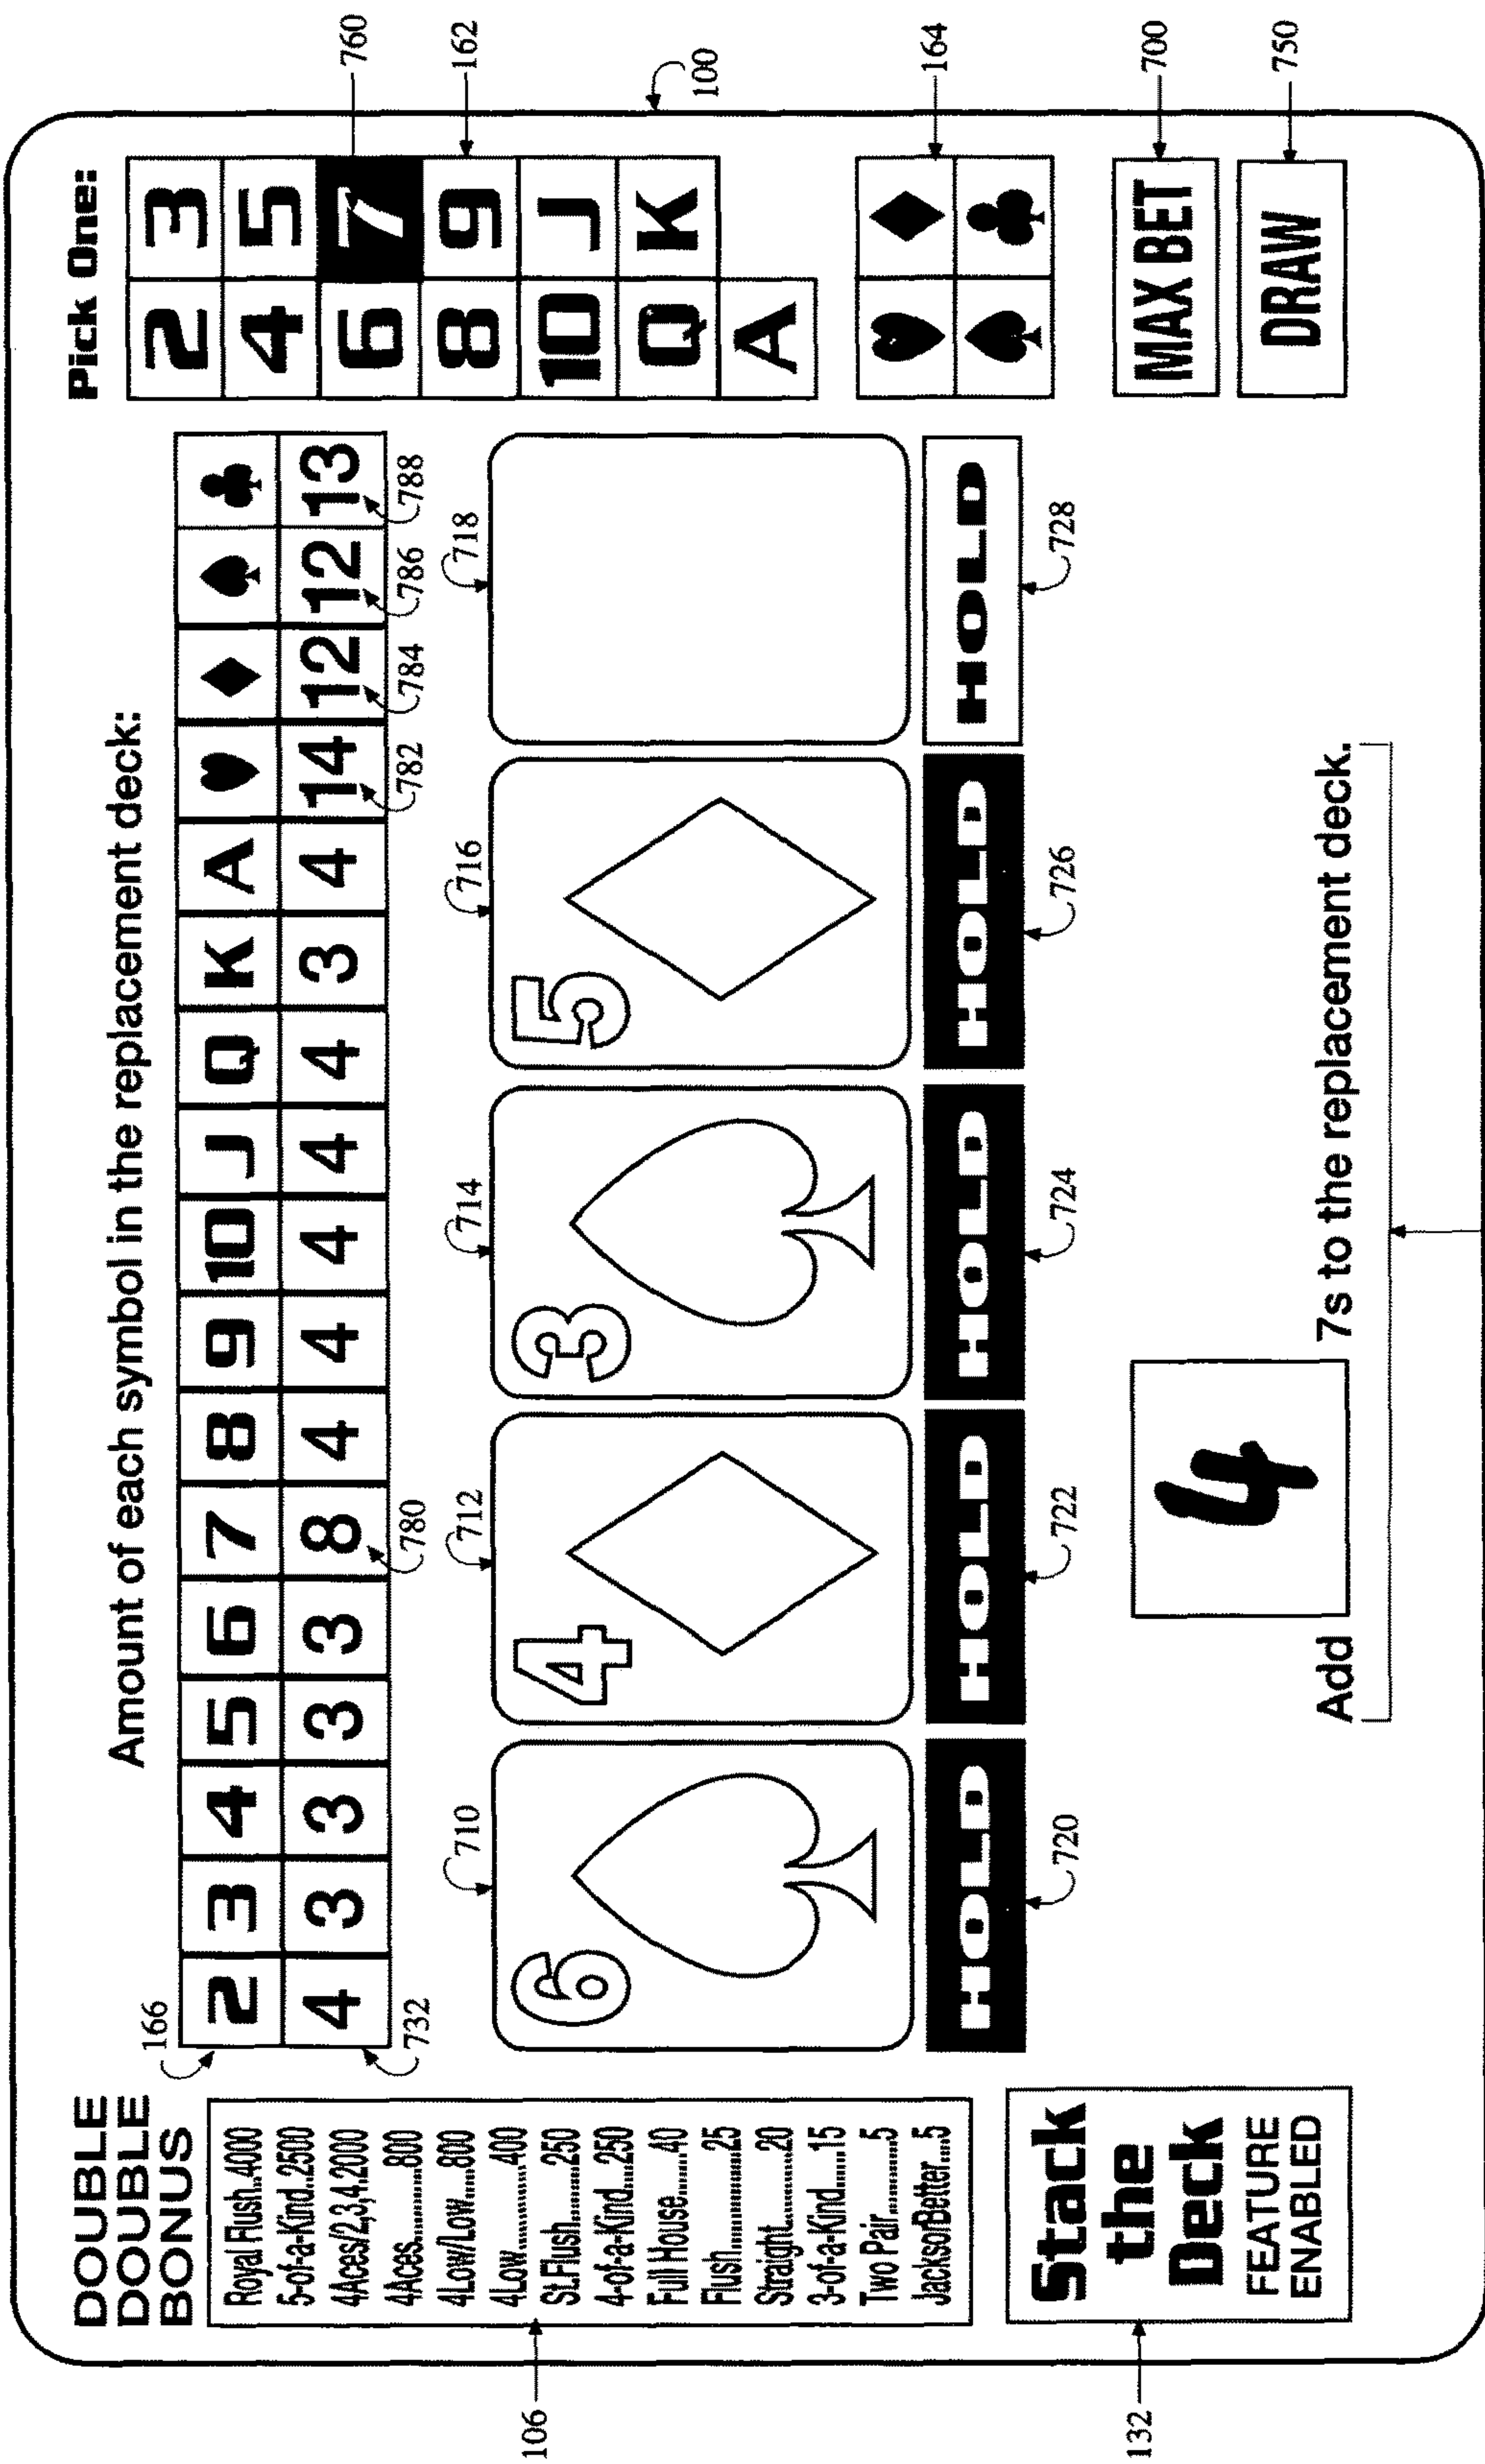 DOUBLE
DOUBLE
BONUS
Royal Flush..4000
5-of-a-Kind...2500
4Aces/2,3,4.2000
4Aces..........800
4Low/Low......800
4Low............400
St.Flush.........250
4-of-a-Kind....250
Full House.....40
Flush.............25
Straight.........20
3-of-a-Kind....15
Two Pair.........5
JacksorBetter....5
106
Stack
the
Deck
FEATURE
ENABLED
132
Amount of each symbol in the replacement deck:
166
2 3 4 5 6 7 8 9 10 J Q K A ♥ ♦ ♠ ♣
4 3 3 3 3 8 4 4 4 4 4 3 4 14 12 12 13
732 780 782 784 786 788
710 712 714 716 718
6 4 3 5
HOLD HOLD HOLD HOLD HOLD
720 722 724 726 728
Add 4 7s to the replacement deck.
Pick One:
2 3
4 5
6 7
8 9
10 J
Q K
A
♥ ♦
♠ ♣
MAX BET
DRAW
760
162
100
164
700
750